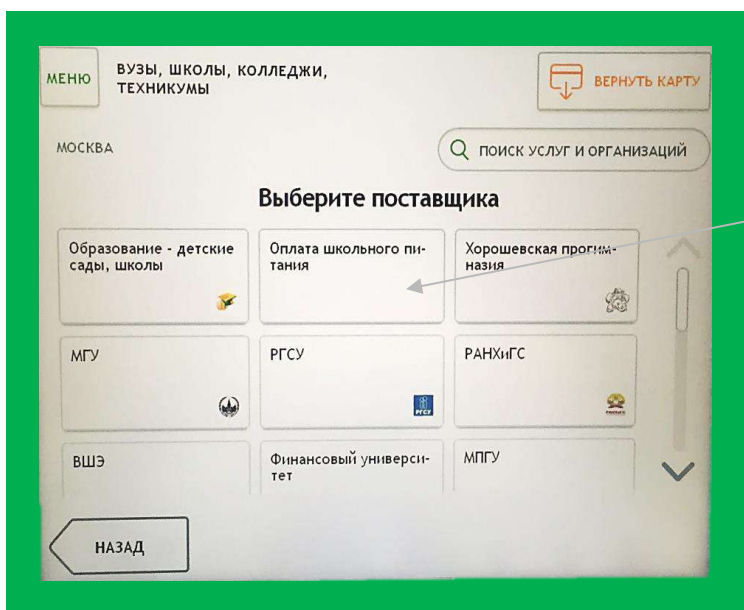 МЕНЮ
ВУЗЫ, ШКОЛЫ, КОЛЛЕДЖИ,
ТЕХНИКУМЫ
ВЕРНУТЬ КАРТУ
МОСКВА
ПОИСК УСЛУГ И ОРГАНИЗАЦИЙ
Выберите поставщика
Образование - детские
сады, школы
Оплата школьного пи-
тания
Хорошевская прогим-
назия
МГУ
РГСУ
РГСУ
РАНХиГС
ВШЭ
Финансовый универси-
тет
МПГУ
НАЗАД